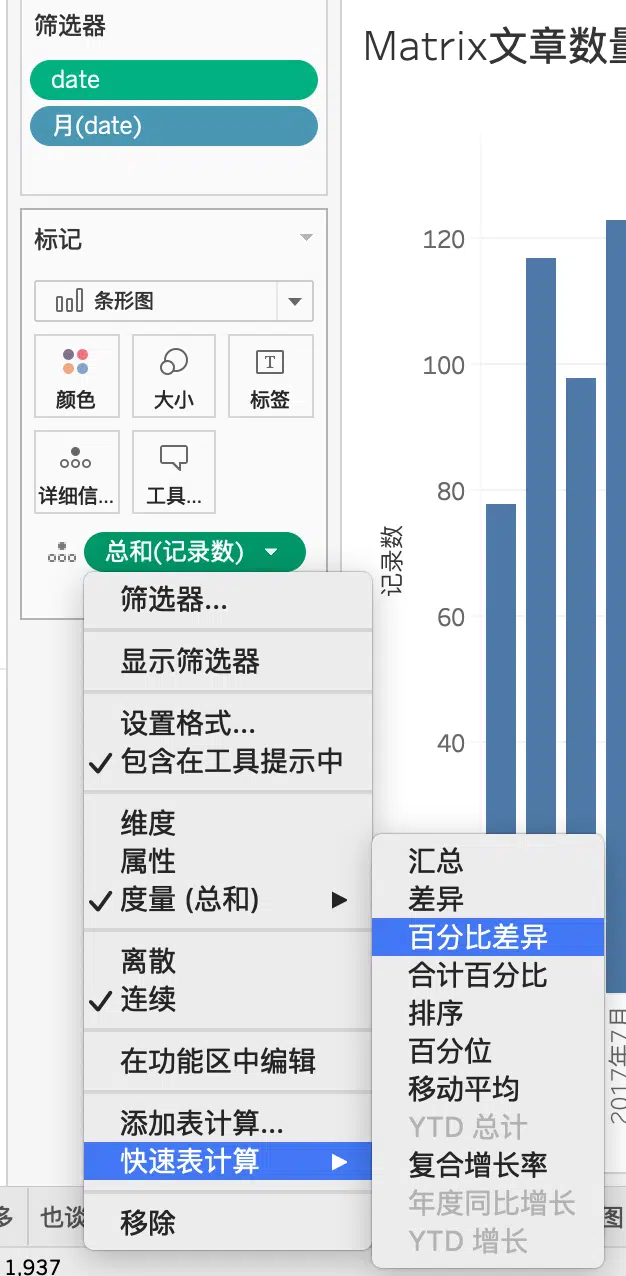 筛选器
date
月(date)
标记
条形图
颜色
大小
标签
详细信...
工具...
总和(记录数)
筛选器...
显示筛选器
设置格式...
包含在工具提示中
维度
属性
度量 (总和)
离散
连续
在功能区中编辑
添加表计算...
快速表计算
移除
汇总
差异
百分比差异
合计百分比
排序
百分位
移动平均
YTD 总计
复合增长率
年度同比增长
YTD 增长
Matrix文章数量
120
100
80
60
40
记录数
2017年7月
多
也谈
图
1,937